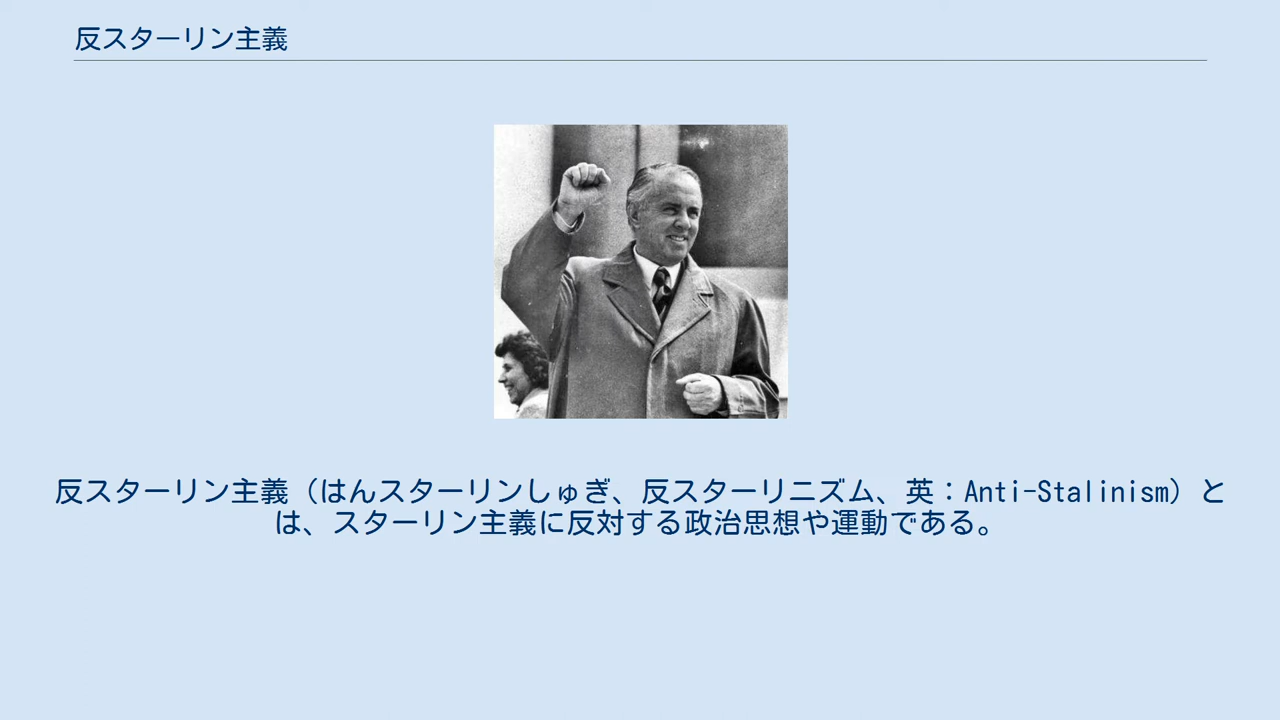 反スターリン主義
反スターリン主義（はんスターリンしゅぎ、反スターリニズム、英：Anti-Stalinism）と
は、スターリン主義に反対する政治思想や運動である。